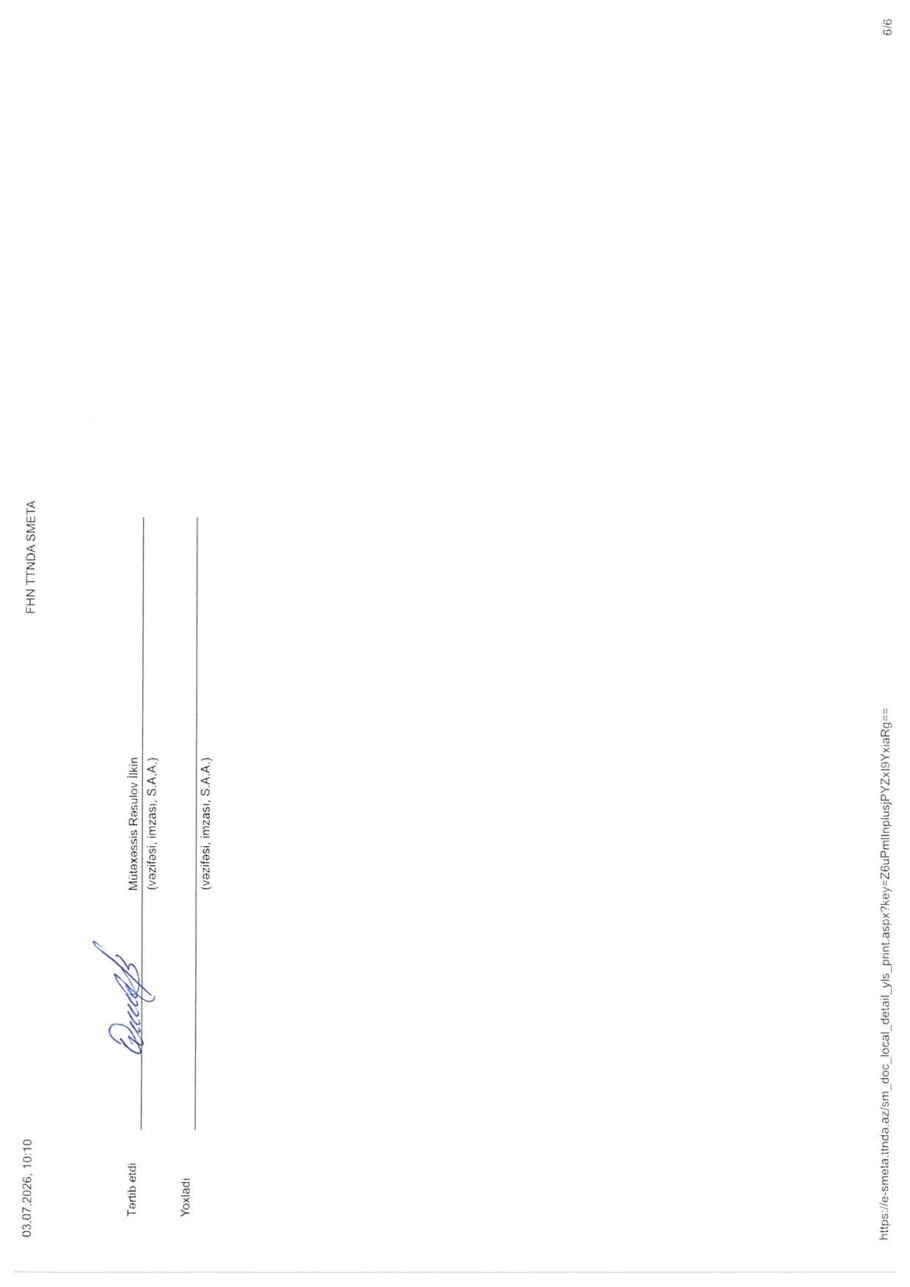 03.07.2026, 10:10 FHN TTNDA SMETA
Tərtib etdi Mütəxəssis Rəsulov İlkin
(vəzifəsi, imzası, S.A.A.)
Yoxladı
(vəzifəsi, imzası, S.A.A.)
https://e-smeta.ttnda.az/sm_doc_local_detail_yls_print.aspx?key=Z6uPmlInplusjPYZxI9YxiaRg== 6/6